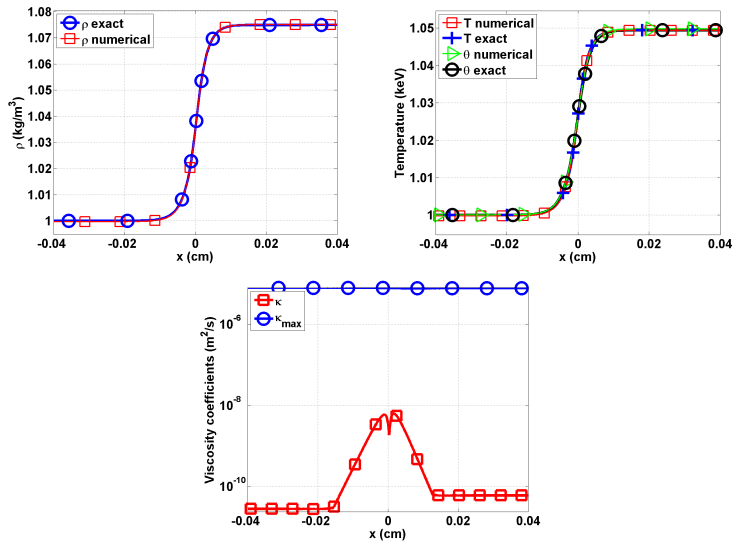 1.08
1.07
1.06
1.05
1.04
1.03
1.02
1.01
1
ρ (kg/m³)
ρ exact
ρ numerical
-0.04 -0.02 0 0.02 0.04
x (cm)
1.05
1.04
1.03
1.02
1.01
1
Temperature (keV)
T numerical
T exact
θ numerical
θ exact
-0.04 -0.02 0 0.02 0.04
x (cm)
10⁻⁶
10⁻⁸
10⁻¹⁰
Viscosity coefficients (m²/s)
κ
κmax
-0.04 -0.02 0 0.02 0.04
x (cm)